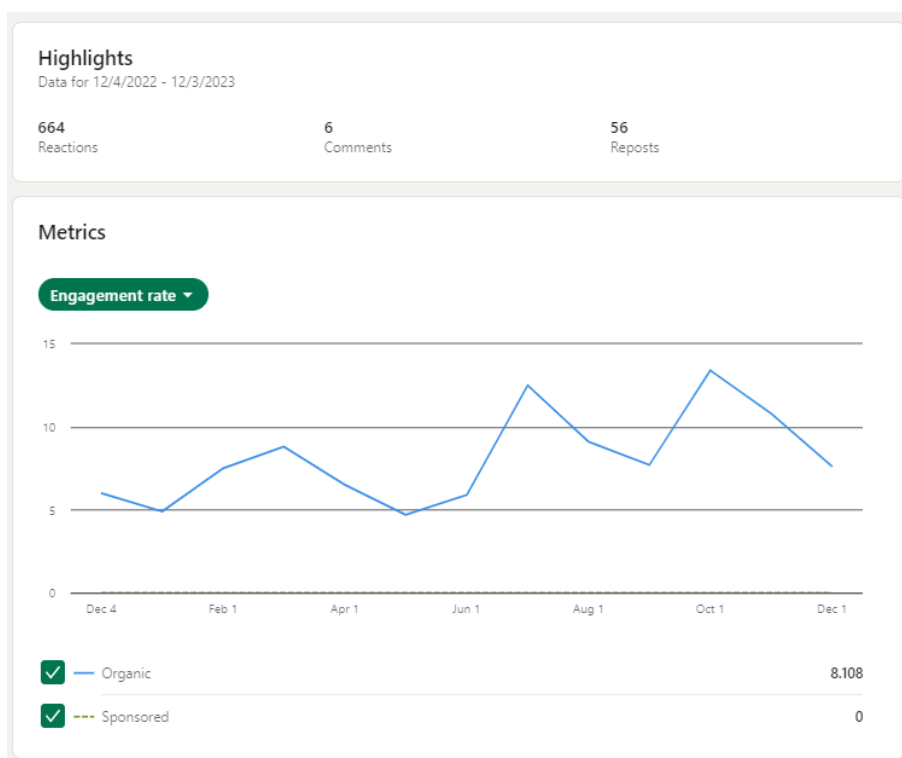 Highlights
Data for 12/4/2022 - 12/3/2023
664 6 56
Reactions Comments Reposts
Metrics
Engagement rate
15
10
5
0
Dec 4 Feb 1 Apr 1 Jun 1 Aug 1 Oct 1 Dec 1
Organic 8.108
Sponsored 0